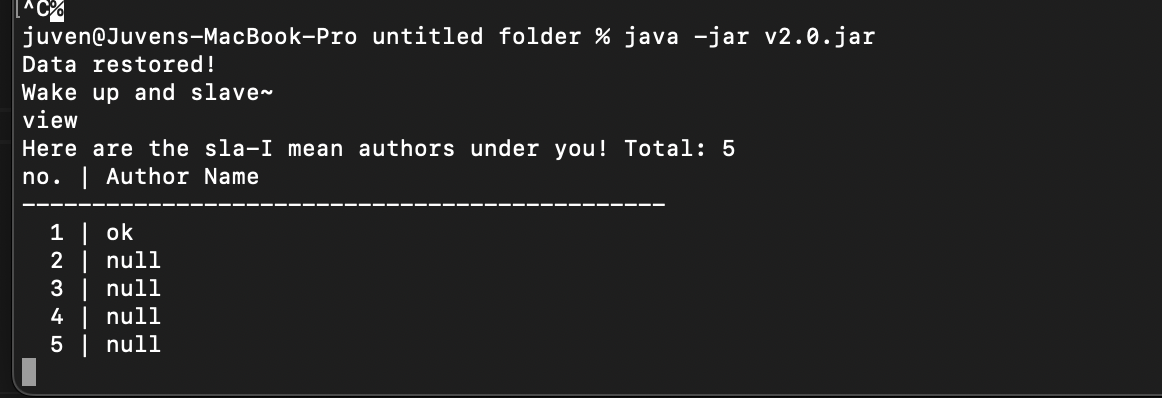 ^C%
juven@Juvens-MacBook-Pro untitled folder % java -jar v2.0.jar
Data restored!
Wake up and slave~
view
Here are the sla-I mean authors under you! Total: 5
no. | Author Name
----------------------------------------------
1 | ok
2 | null
3 | null
4 | null
5 | null